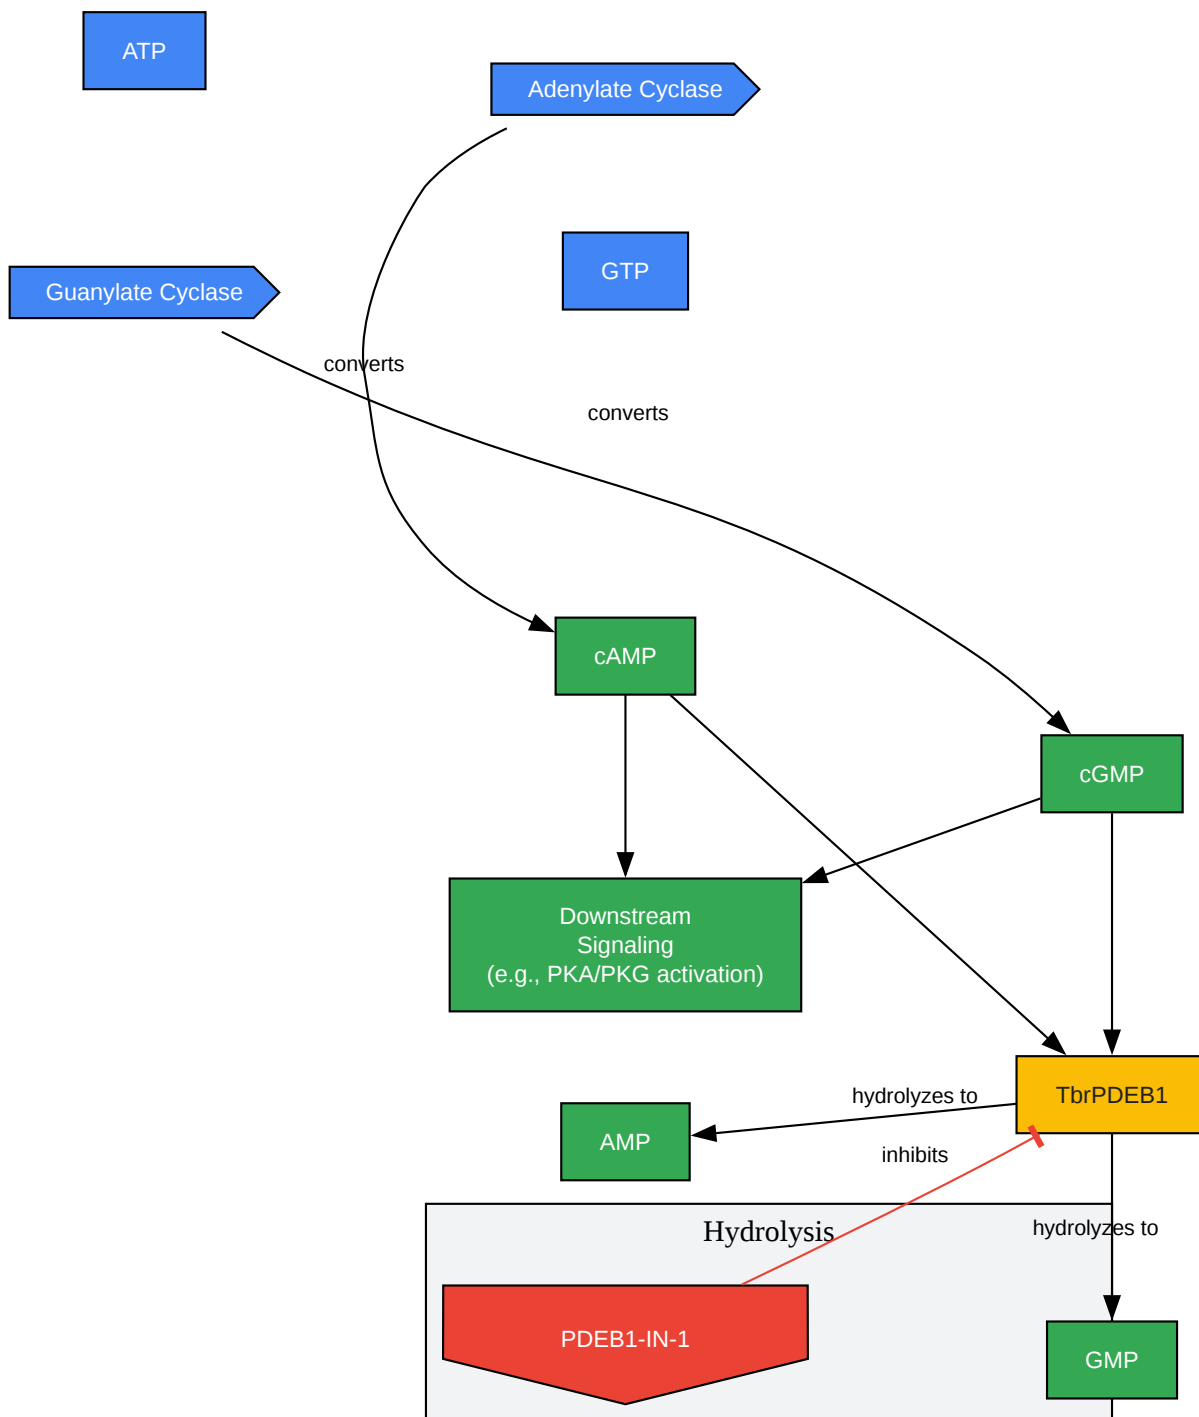 ATP
Adenylate Cyclase
GTP
Guanylate Cyclase
converts
converts
cAMP
cGMP
Downstream
Signaling
(e.g., PKA/PKG activation)
TbrPDEB1
hydrolyzes to
AMP
inhibits
Hydrolysis
hydrolyzes to
PDEB1-IN-1
GMP